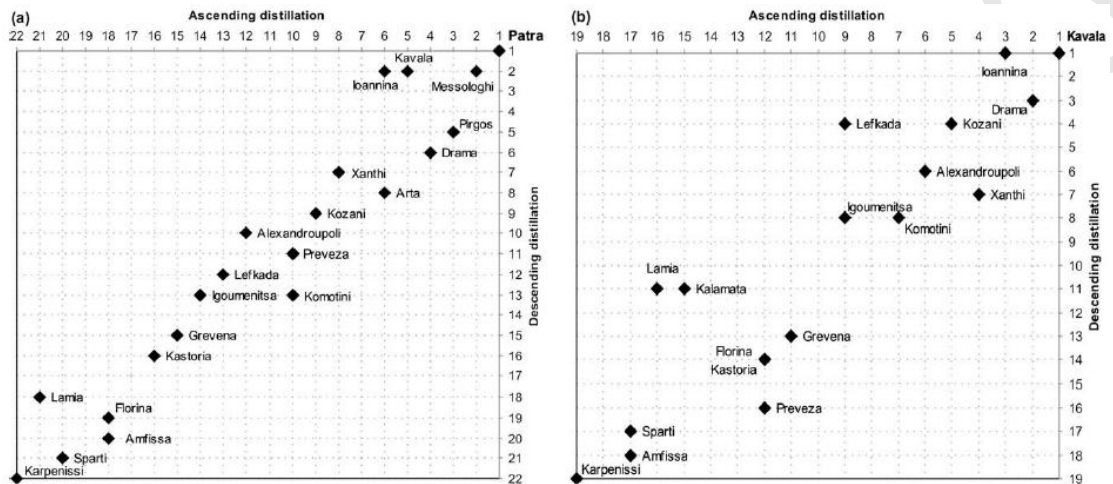 (a) Ascending distillation
22 21 20 19 18 17 16 15 14 13 12 11 10 9 8 7 6 5 4 3 2 1 Patra
1
Kavala
2
Ioannina Messologhi
3
4
Pirgos
5
Drama 6
Xanthi 7
Arta 8
Kozani 9
Alexandroupoli 10
Preveza 11
Lefkada 12
Igoumenitsa Komotini 13
14
Grevena 15
Kastoria 16
17
Lamia 18
Florina
19
Amfissa 20
Sparti 21
Karpenissi
22
Descending distillation
(b) Ascending distillation
19 18 17 16 15 14 13 12 11 10 9 8 7 6 5 4 3 2 1 Kavala
1
Ioannina 2
Drama 3
Lefkada Kozani 4
5
Alexandroupoli 6
Xanthi 7
Igoumenitsa
8
Komotini
9
Lamia 10
Kalamata 11
12
Grevena 13
Florina
14
Kastoria
15
Preveza 16
Sparti 17
Amfissa 18
Karpenissi
19
Descending distillation